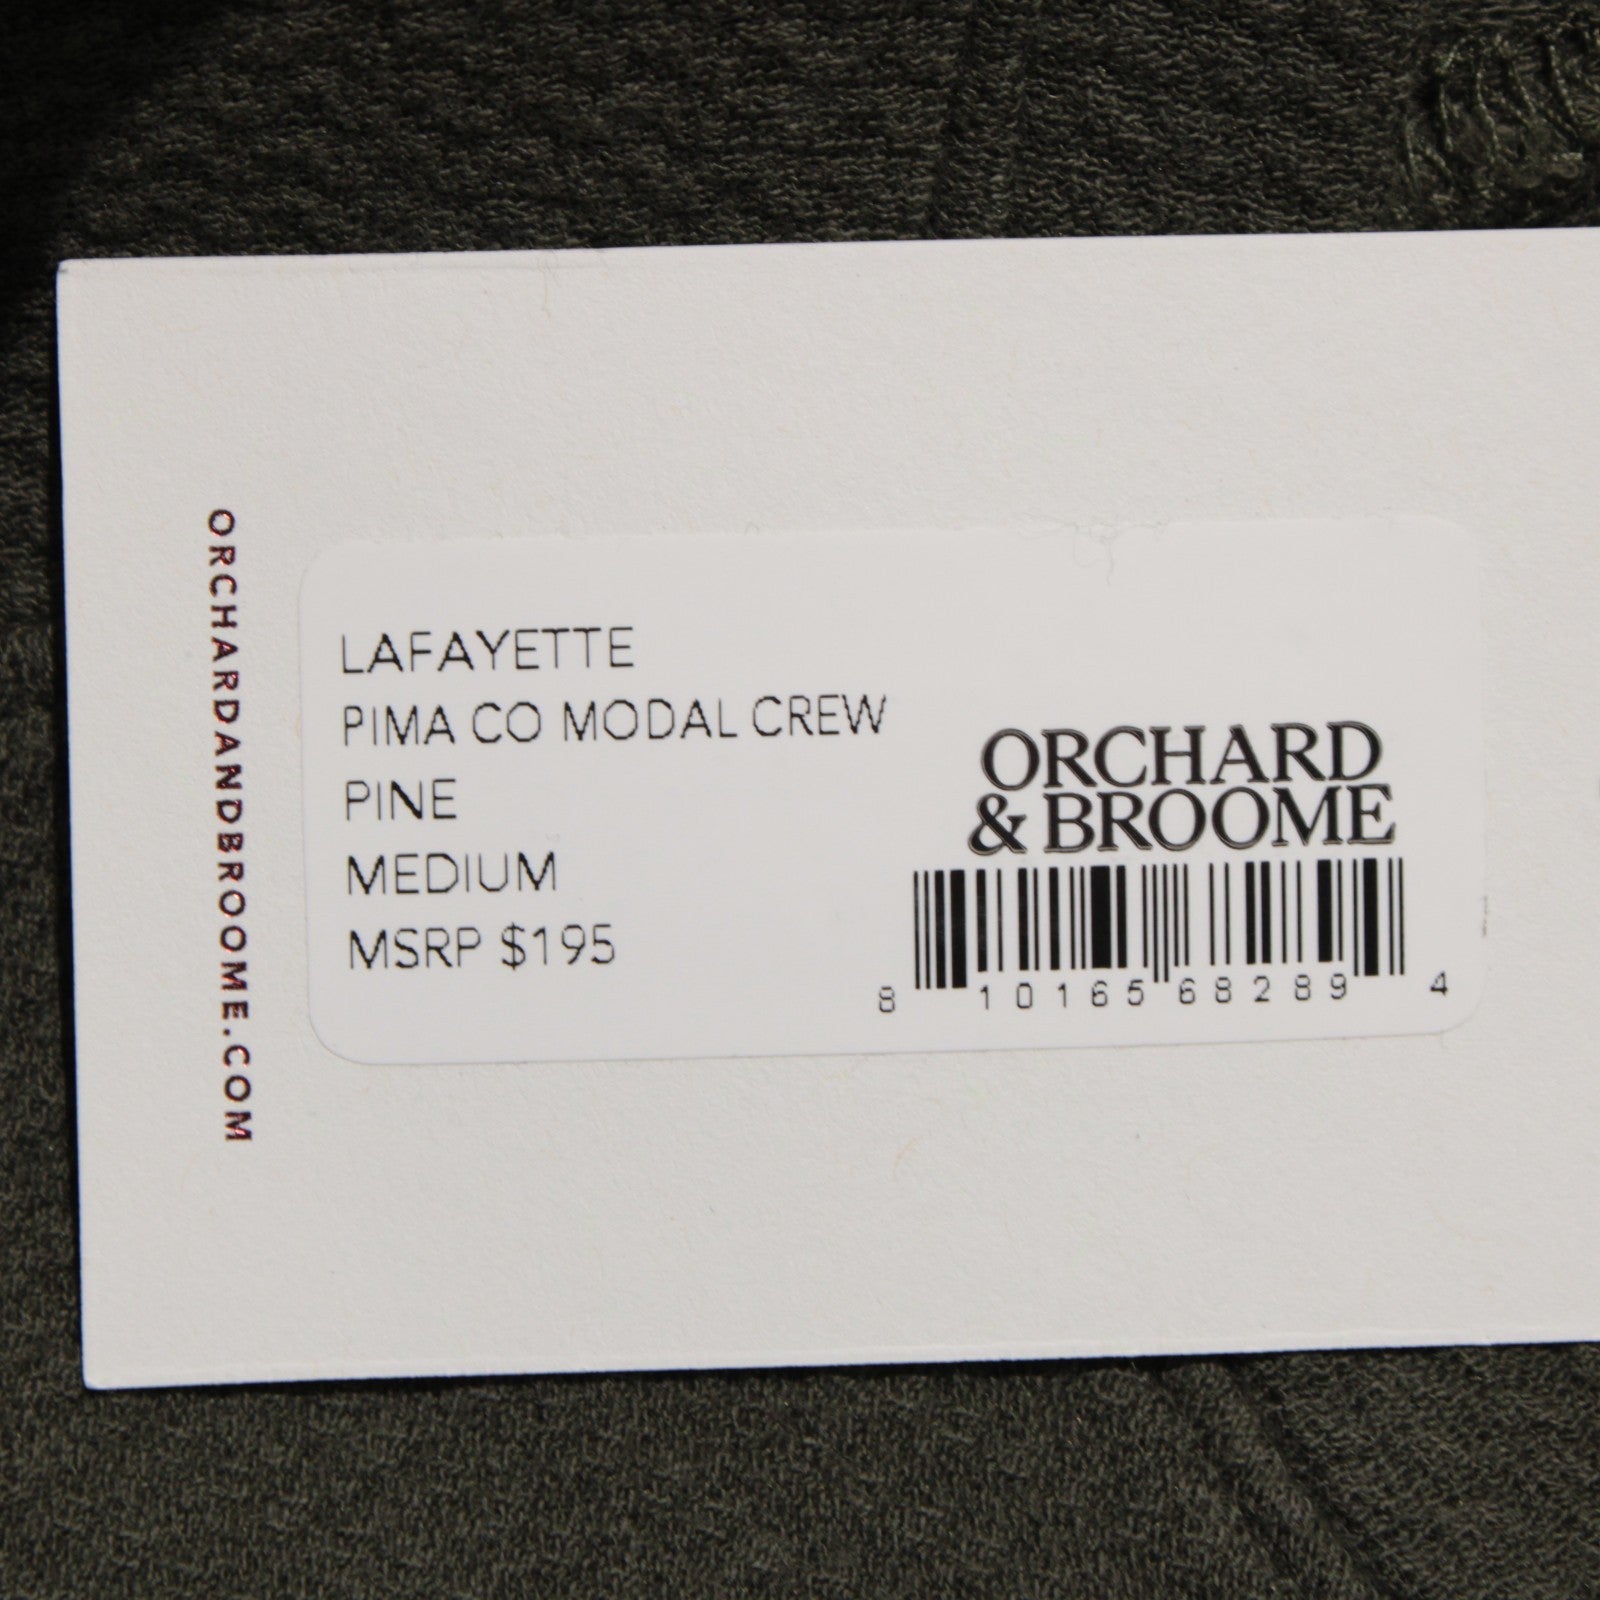 ORCHARDANDBROOME.COM
LAFAYETTE
PIMA CO MODAL CREW
PINE
MEDIUM
MSRP $195
ORCHARD
& BROOME
8 10165 68289 4